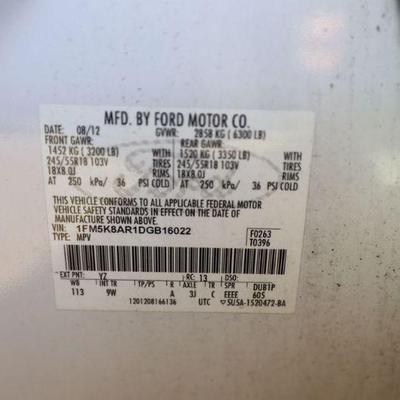 MFD. BY FORD MOTOR CO.
DATE: 08/12 GVWR: 2858 KG ( 6300 LB)
FRONT GAWR: REAR GAWR:
1452 KG ( 3200 LB) WITH 1520 KG ( 3350 LB) WITH
245/55R18 103V TIRES 245/55R18 103V TIRES
18X8.0J RIMS 18X8.0J RIMS
AT 250 kPa/ 36 PSI COLD AT 250 kPa/ 36 PSI COLD
THIS VEHICLE CONFORMS TO ALL APPLICABLE FEDERAL MOTOR
VEHICLE SAFETY STANDARDS IN EFFECT ON THE DATE OF
MANUFACTURE SHOWN ABOVE.
VIN: 1FM5K8AR1DGB16022 F0263
TYPE: MPV T0396
EXT PNT: YZ RC: 13 DSO:
WB INT TR TP/PS R AXLE TR SPR DUB1P
113 9W A 3J C EEEE 605
1201208166136 UTC 5U5A-1520472-BA